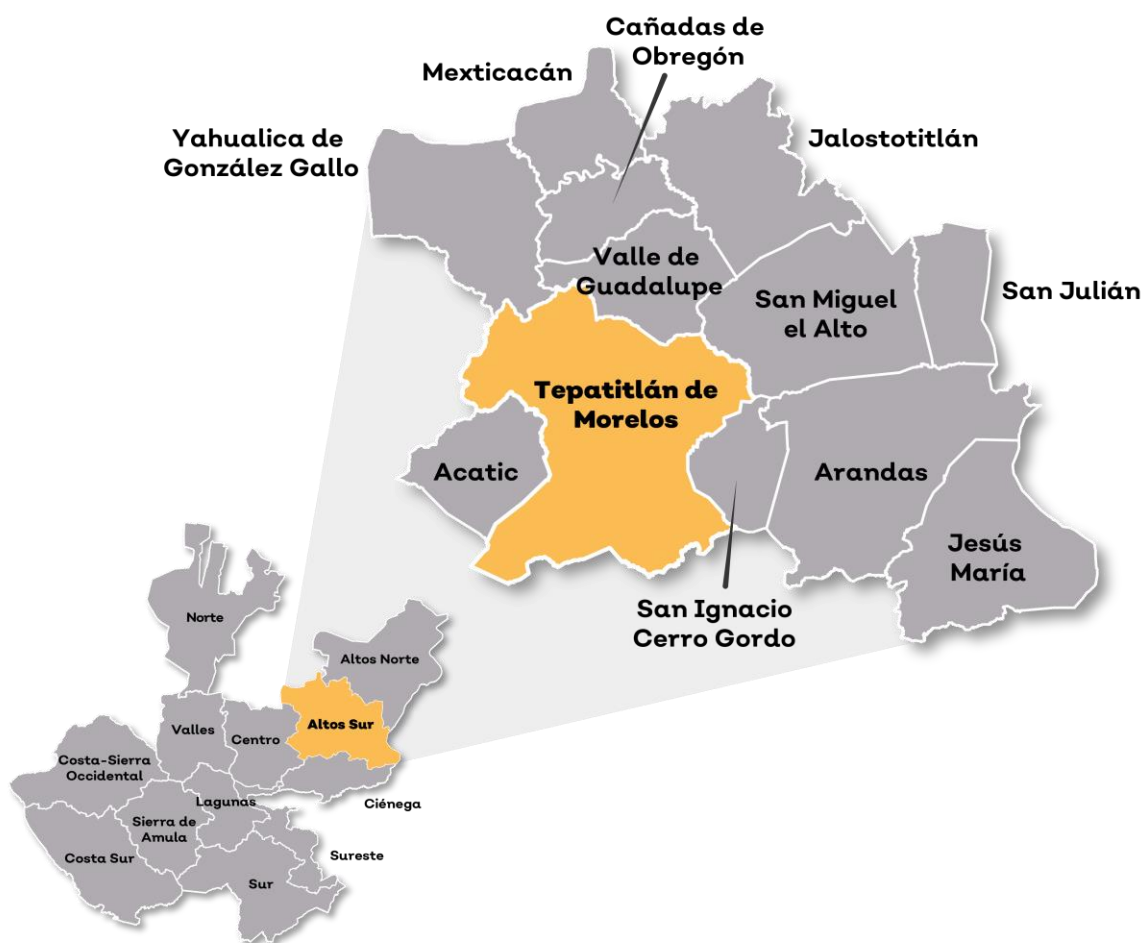 Cañadas de
Obregón
Mexticacán
Yahualica de
González Gallo
Jalostotitlán
Valle de
Guadalupe
San Miguel
el Alto
San Julián
Tepatitlán de
Morelos
Acatic
Arandas
Jesús
María
San Ignacio
Cerro Gordo
Norte
Altos Norte
Altos Sur
Valles
Centro
Costa-Sierra
Occidental
Lagunas
Ciénega
Sierra de
Amula
Costa Sur
Sureste
Sur